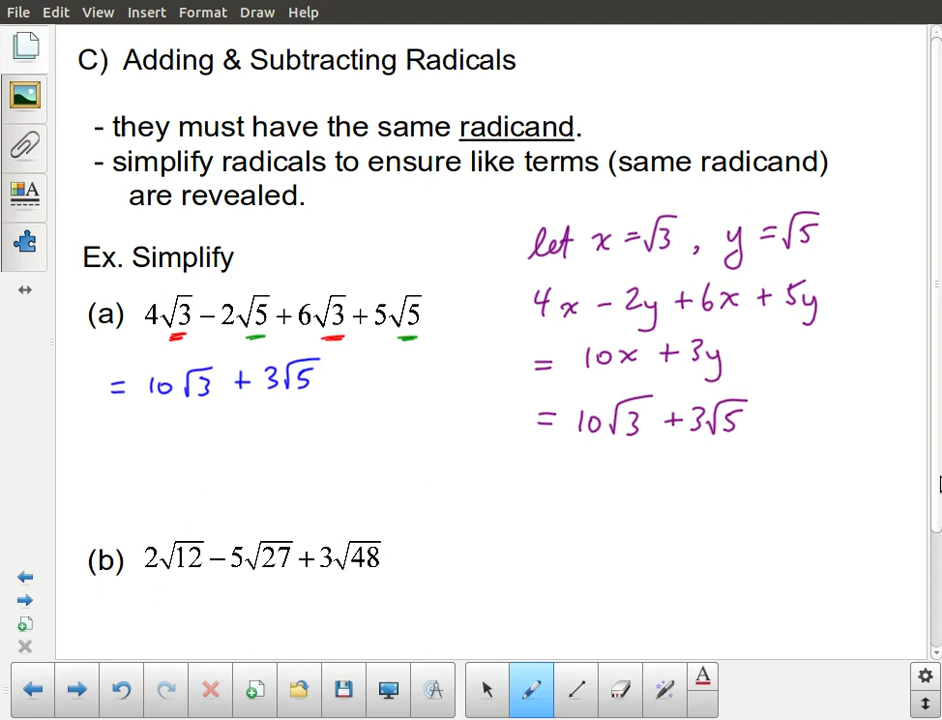 File Edit View Insert Format Draw Help
C) Adding & Subtracting Radicals
- they must have the same radicand.
- simplify radicals to ensure like terms (same radicand)
are revealed.
let x = √3 , y = √5
Ex. Simplify
(a) 4√3 − 2√5 + 6√3 + 5√5
4x − 2y + 6x + 5y
= 10√3 + 3√5
= 10x + 3y
= 10√3 + 3√5
(b) 2√12 − 5√27 + 3√48
A
A